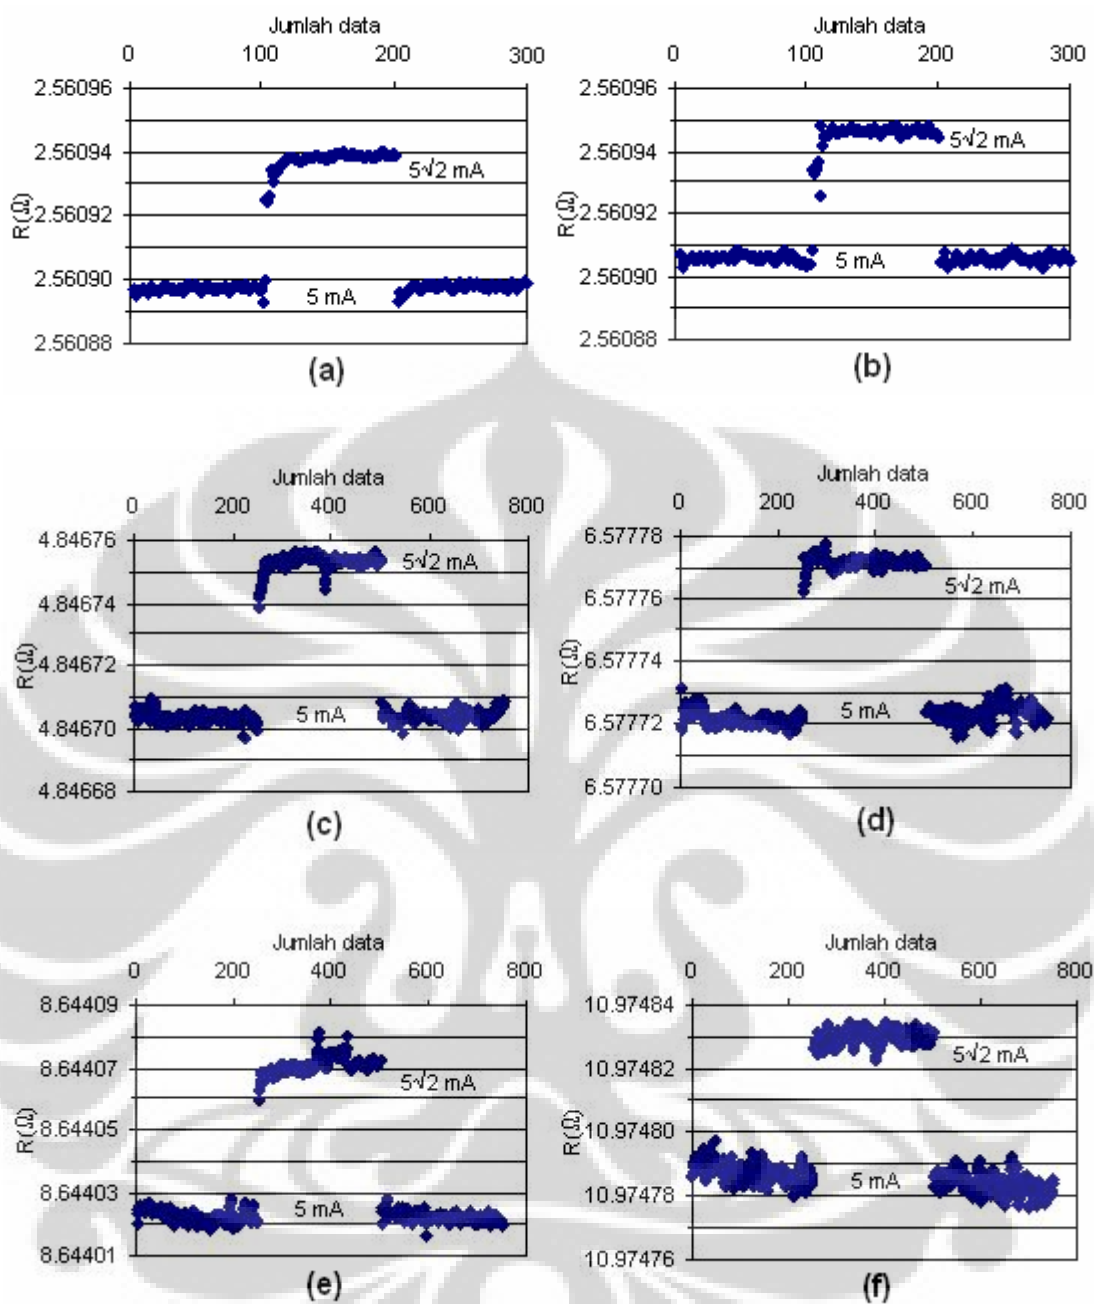 Jumlah data
0 100 200 300
2.56096
2.56094
2.56092
2.56090
2.56088
R(Ω)
5√2 mA
5 mA
(a)
Jumlah data
0 100 200 300
2.56096
2.56094
2.56092
2.56090
2.56088
R(Ω)
5√2 mA
5 mA
(b)
Jumlah data
0 200 400 600 800
4.84676
4.84674
4.84672
4.84670
4.84668
R(Ω)
5√2 mA
5 mA
(c)
Jumlah data
0 200 400 600 800
6.57778
6.57776
6.57774
6.57772
6.57770
R(Ω)
5√2 mA
5 mA
(d)
Jumlah data
0 200 400 600 800
8.64409
8.64407
8.64405
8.64403
8.64401
R(Ω)
5√2 mA
5 mA
(e)
Jumlah data
0 200 400 600 800
10.97484
10.97482
10.97480
10.97478
10.97476
R(Ω)
5√2 mA
5 mA
(f)